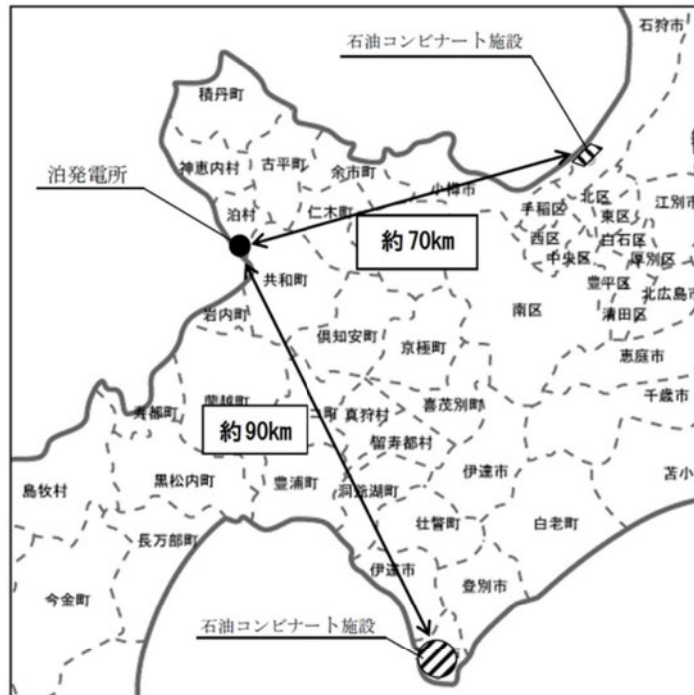 石狩市
石油コンビナート施設
積丹町
神恵内村
古平町
余市町
小樽市
泊発電所
泊村
仁木町
手稲区
北区
東区
江別市
西区
白石区
中央区
厚別区
約70km
共和町
豊平区
北広島市
南区
清田区
岩内町
倶知安町
京極町
恵庭市
千歳市
寿都町
真狩村
喜茂別町
約90km
留寿都村
島牧村
黒松内町
豊浦町
洞爺湖町
伊達市
苫小
長万部町
壮瞥町
白老町
今金町
伊達市
登別市
石油コンビナート施設